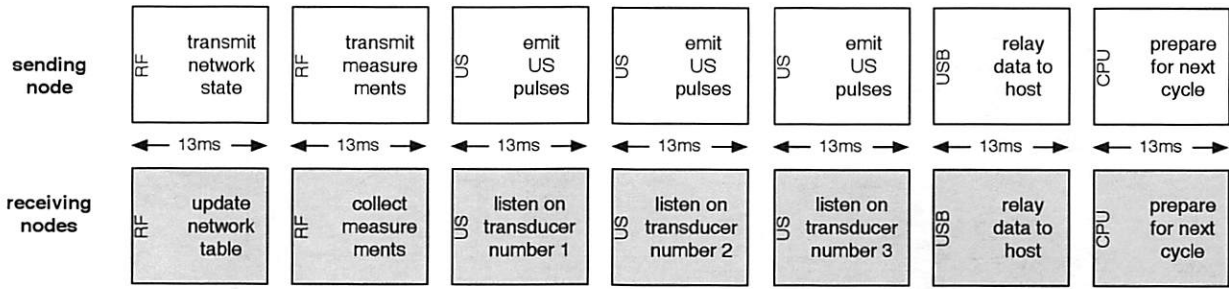 sending
node
RF
transmit
network
state
RF
transmit
measure
ments
US
emit
US
pulses
US
emit
US
pulses
US
emit
US
pulses
USB
relay
data to
host
CPU
prepare
for next
cycle
13ms
13ms
13ms
13ms
13ms
13ms
13ms
receiving
nodes
RF
update
network
table
RF
collect
measure
ments
US
listen on
transducer
number 1
US
listen on
transducer
number 2
US
listen on
transducer
number 3
USB
relay
data to
host
CPU
prepare
for next
cycle